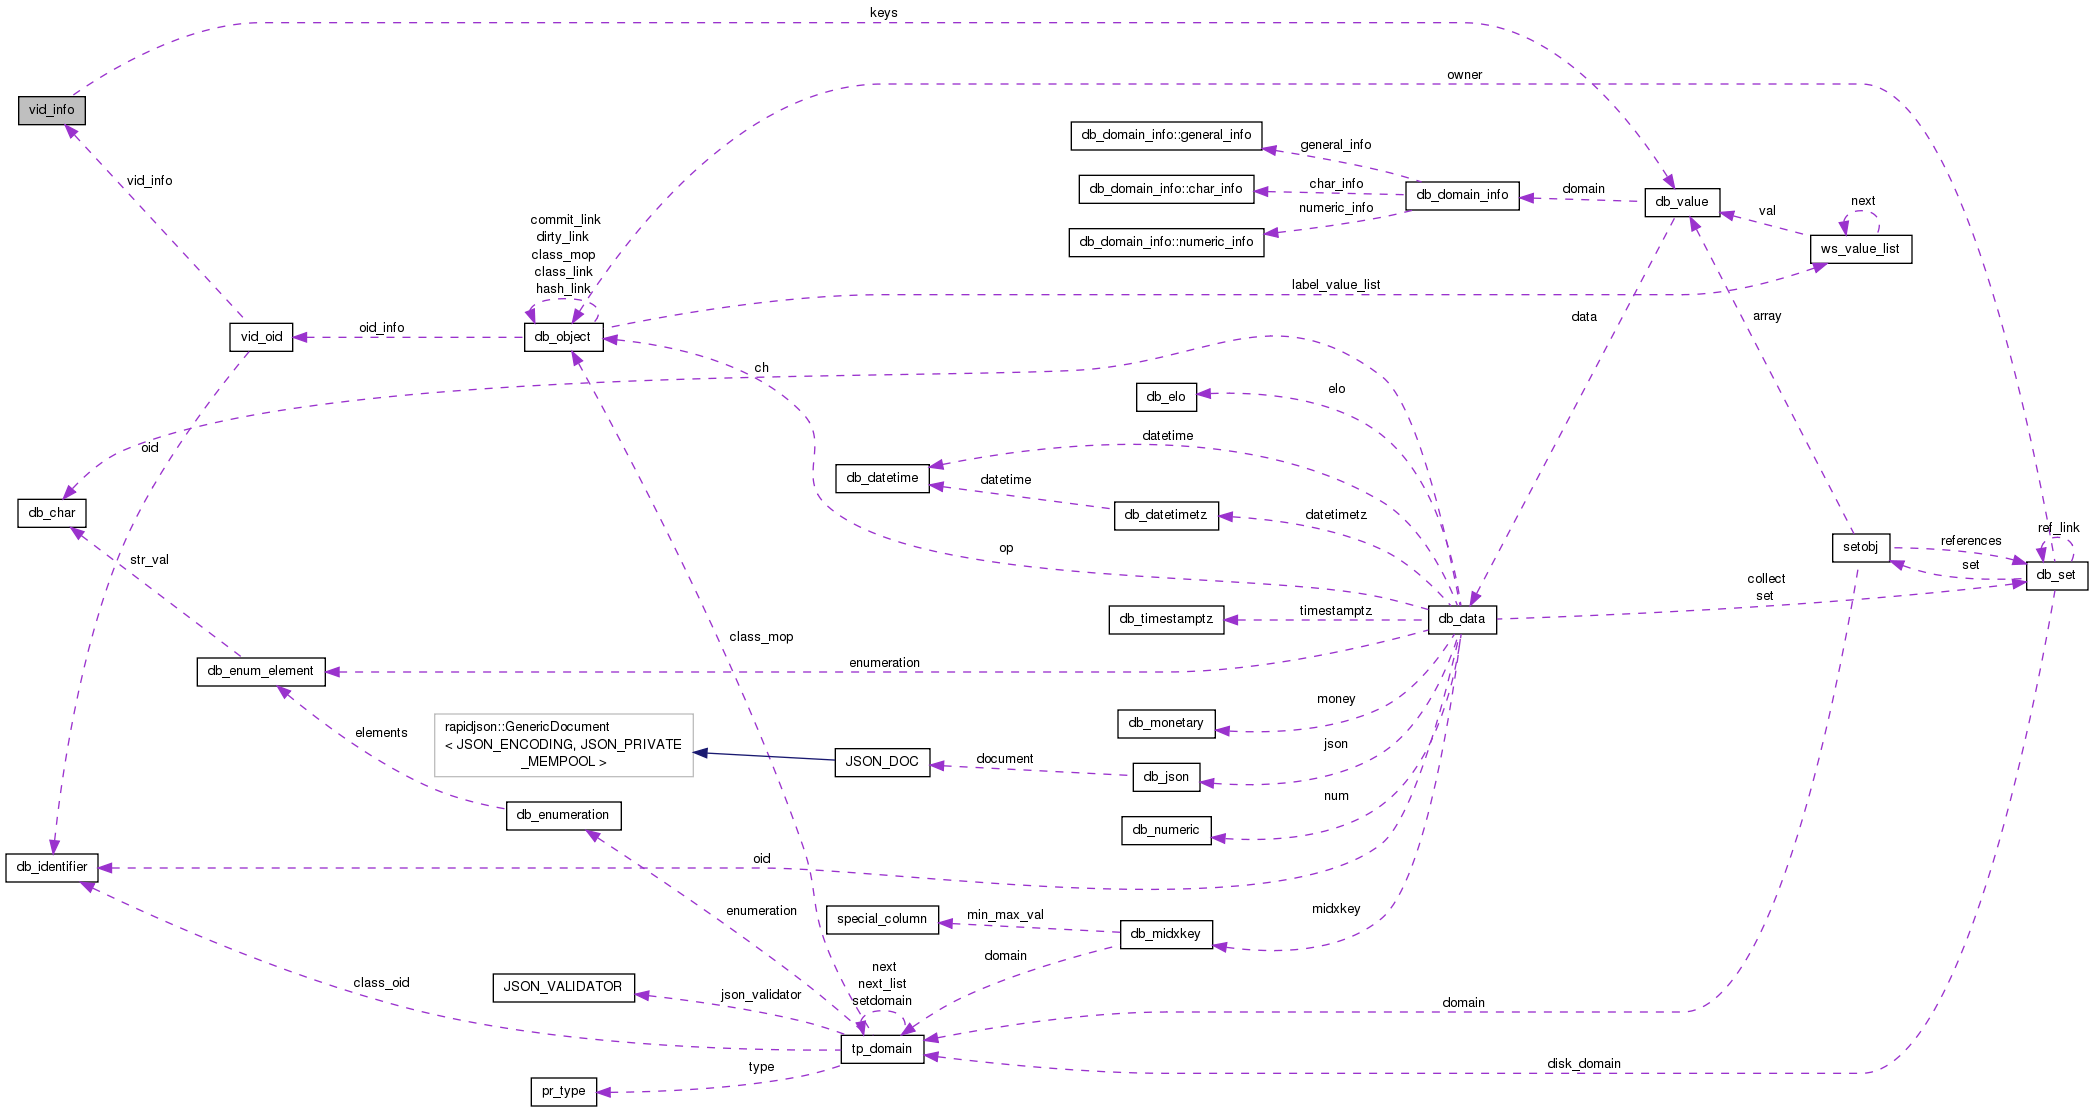 keys
owner
vid_info
db_domain_info::general_info
general_info
vid_info
db_domain_info::char_info
char_info
db_domain_info
domain
db_value
next
val
numeric_info
db_domain_info::numeric_info
ws_value_list
commit_link
dirty_link
class_mop
class_link
hash_link
label_value_list
data
array
vid_oid
oid_info
db_object
ch
db_elo
elo
datetime
oid
db_datetime
datetime
db_char
db_datetimetz
datetimetz
ref_link
setobj
references
op
set
db_set
str_val
collect
set
db_timestamptz
timestamptz
db_data
class_mop
db_enum_element
enumeration
money
db_monetary
rapidjson::GenericDocument
< JSON_ENCODING, JSON_PRIVATE
_MEMPOOL >
elements
json
document
JSON_DOC
db_json
num
db_enumeration
db_numeric
db_identifier
oid
enumeration
special_column
min_max_val
midxkey
db_midxkey
domain
next
next_list
setdomain
class_oid
JSON_VALIDATOR
json_validator
domain
tp_domain
type
disk_domain
pr_type